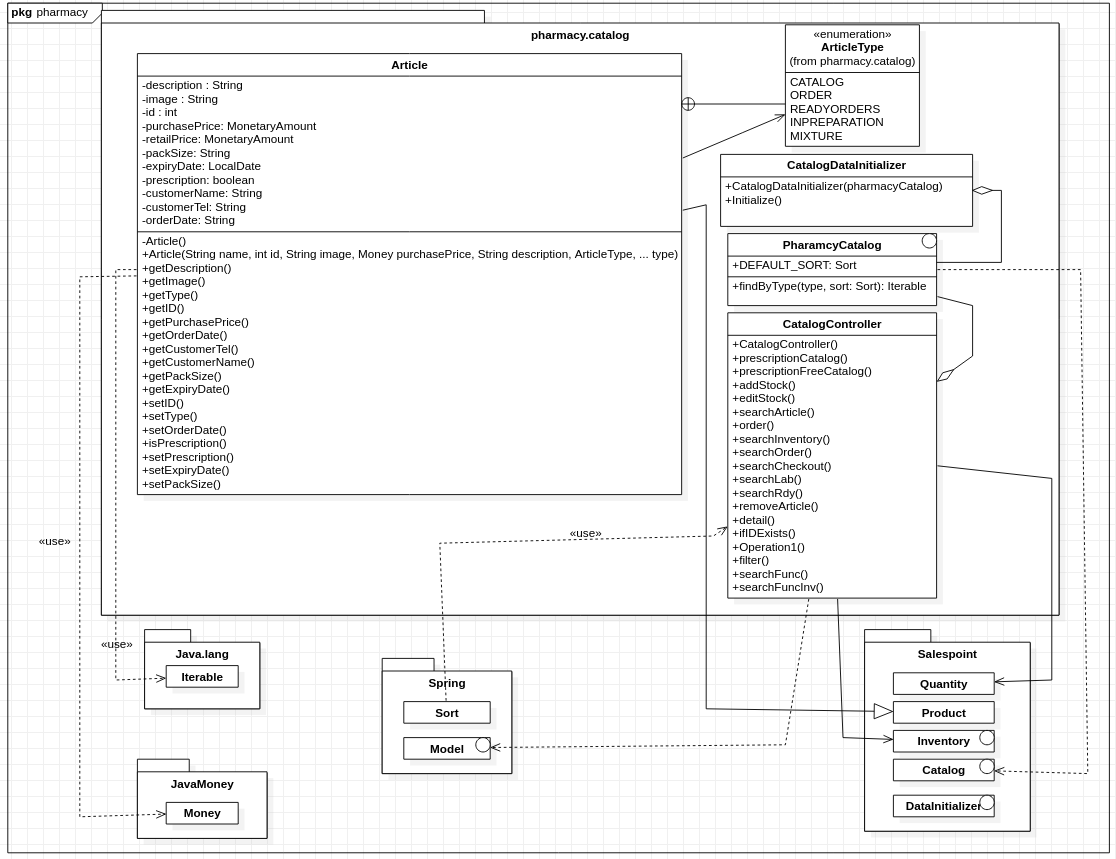 pkg pharmacy
pharmacy.catalog
Article
-description : String
-image : String
-id : int
-purchasePrice: MonetaryAmount
-retailPrice: MonetaryAmount
-packSize: String
-expiryDate: LocalDate
-prescription: boolean
-customerName: String
-customerTel: String
-orderDate: String
-Article()
+Article(String name, int id, String image, Money purchasePrice, String description, ArticleType, ... type)
+getDescription()
+getImage()
+getType()
+getID()
+getPurchasePrice()
+getOrderDate()
+getCustomerTel()
+getCustomerName()
+getPackSize()
+getExpiryDate()
+setID()
+setType()
+setOrderDate()
+isPrescription()
+setPrescription()
+setExpiryDate()
+setPackSize()
«enumeration»
ArticleType
(from pharmacy.catalog)
CATALOG
ORDER
READYORDERS
INPREPARATION
MIXTURE
CatalogDataInitializer
+CatalogDataInitializer(pharmacyCatalog)
+Initialize()
PharamcyCatalog
+DEFAULT_SORT: Sort
+findByType(type, sort: Sort): Iterable
CatalogController
+CatalogController()
+prescriptionCatalog()
+prescriptionFreeCatalog()
+addStock()
+editStock()
+searchArticle()
+order()
+searchInventory()
+searchOrder()
+searchCheckout()
+searchLab()
+searchRdy()
+removeArticle()
+detail()
+ifIDExists()
+Operation1()
+filter()
+searchFunc()
+searchFuncInv()
«use»
«use»
«use»
Java.lang
Iterable
JavaMoney
Money
Spring
Sort
Model
Salespoint
Quantity
Product
Inventory
Catalog
DataInitializer